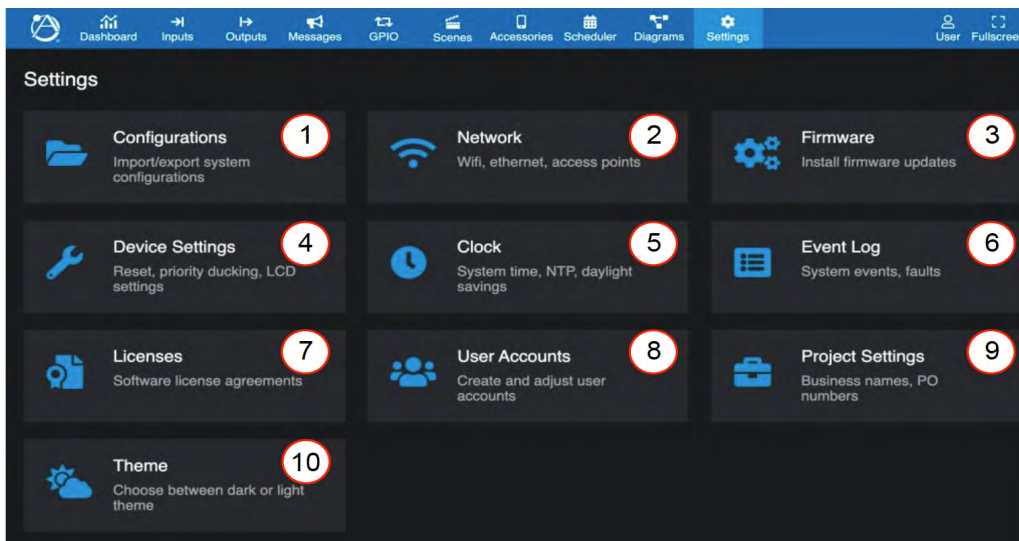 Dashboard Inputs Outputs Messages GPIO Scenes Accessories Scheduler Diagrams Settings User Fullscree
Settings
Configurations 1
Import/export system
configurations
Network 2
Wifi, ethernet, access points
Firmware 3
Install firmware updates
Device Settings 4
Reset, priority ducking, LCD
settings
Clock 5
System time, NTP, daylight
savings
Event Log 6
System events, faults
Licenses 7
Software license agreements
User Accounts 8
Create and adjust user
accounts
Project Settings 9
Business names, PO
numbers
Theme 10
Choose between dark or light
theme